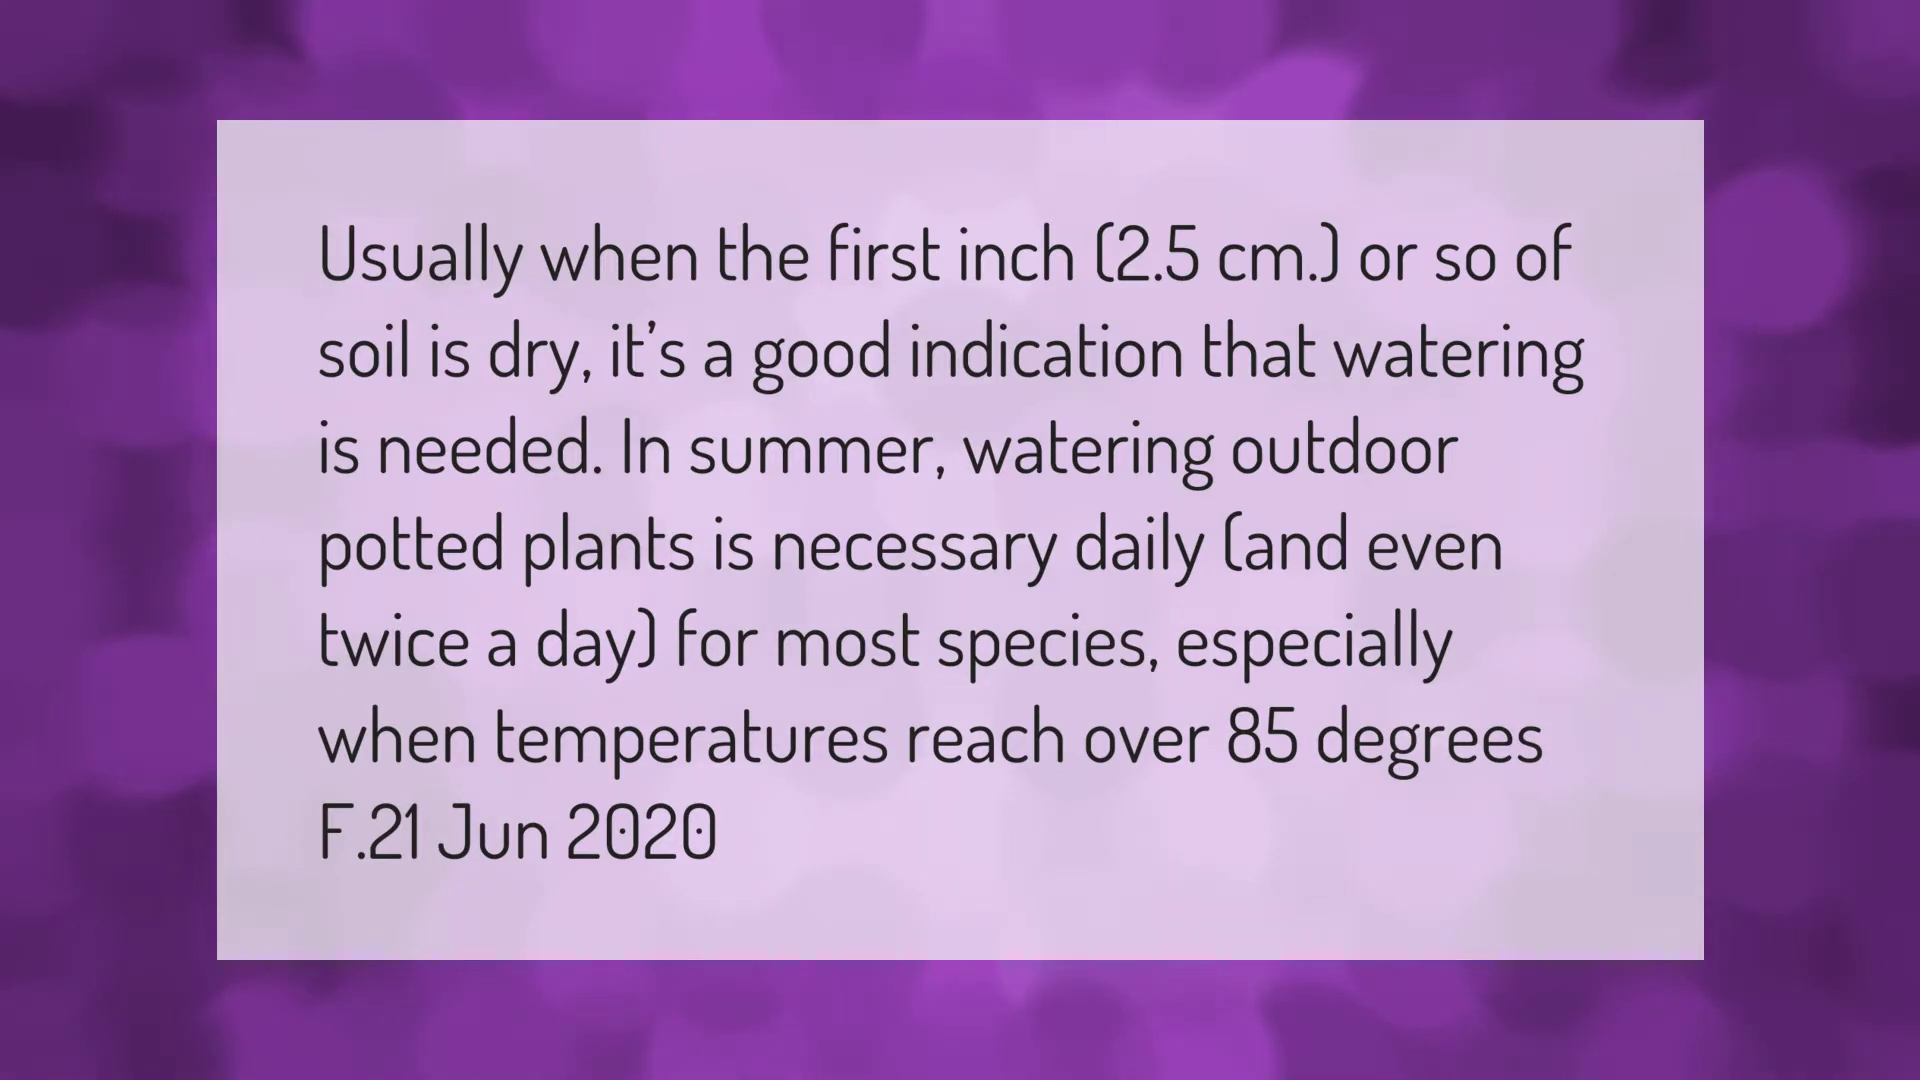 Usually when the first inch (2.5 cm.) or so of
soil is dry, it’s a good indication that watering
is needed. In summer, watering outdoor
potted plants is necessary daily (and even
twice a day) for most species, especially
when temperatures reach over 85 degrees
F.21 Jun 2020